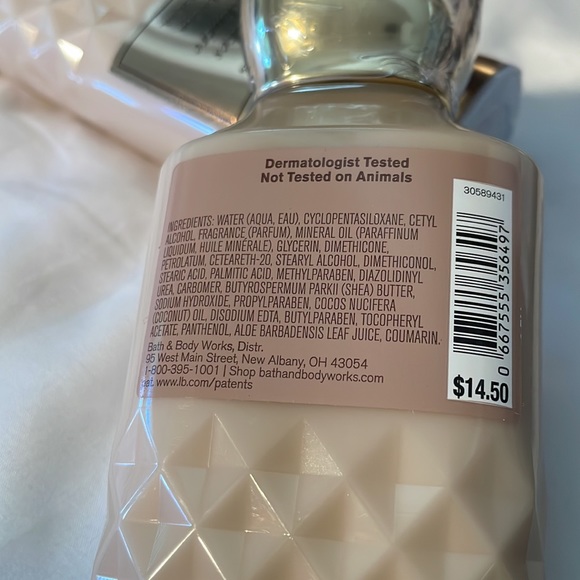 Dermatologist Tested
Not Tested on Animals
30589431
INGREDIENTS: WATER (AQUA, EAU), CYCLOPENTASILOXANE, CETYL
ALCOHOL, FRAGRANCE (PARFUM), MINERAL OIL (PARAFFINUM
LIQUIDUM, HUILE MINÉRALE), GLYCERIN, DIMETHICONE,
PETROLATUM, CETEARETH-20, STEARYL ALCOHOL, DIMETHICONOL,
STEARIC ACID, PALMITIC ACID, METHYLPARABEN, DIAZOLIDINYL
UREA, CARBOMER, BUTYROSPERMUM PARKII (SHEA) BUTTER,
SODIUM HYDROXIDE, PROPYLPARABEN, COCOS NUCIFERA
(COCONUT) OIL, DISODIUM EDTA, BUTYLPARABEN, TOCOPHERYL
ACETATE, PANTHENOL, ALOE BARBADENSIS LEAF JUICE, COUMARIN.
Bath & Body Works, Distr.
95 West Main Street, New Albany, OH 43054
1-800-395-1001 | Shop bathandbodyworks.com
pat. www.lb.com/patents
0 667555 356497
$14.50